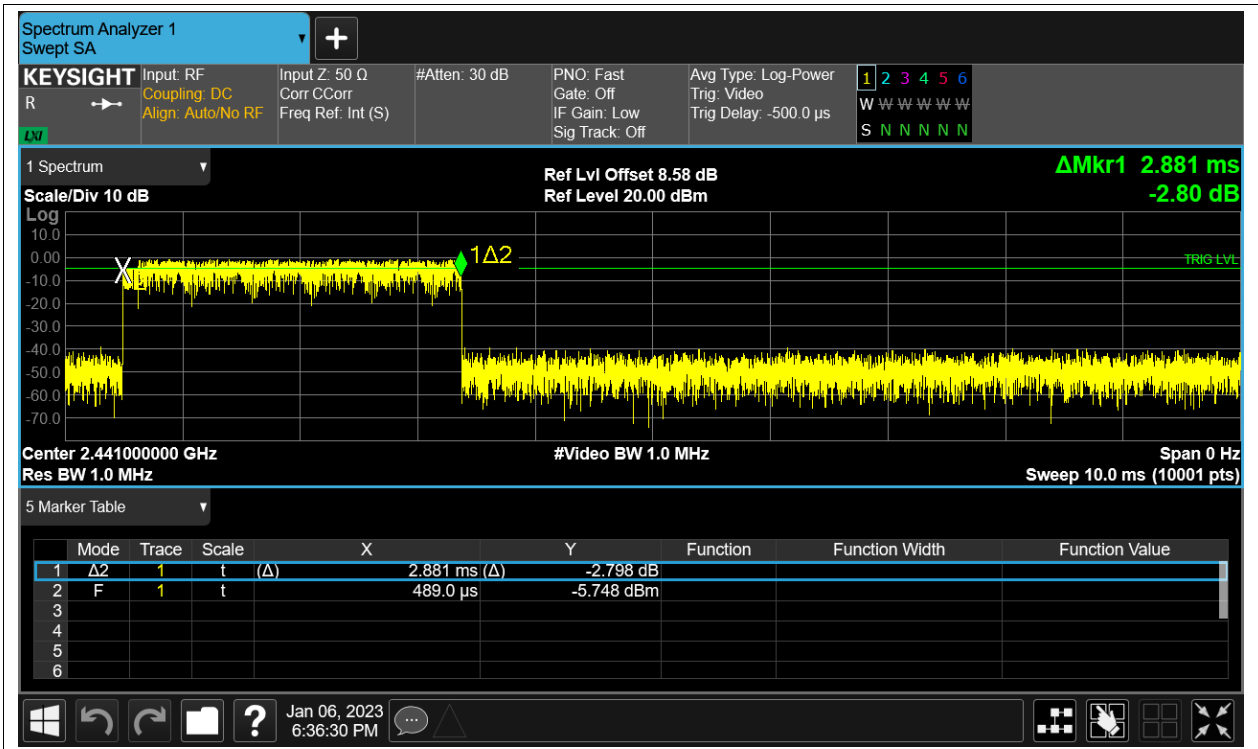 Spectrum Analyzer 1
Swept SA
KEYSIGHT
R
LXI
Input: RF
Coupling: DC
Align: Auto/No RF
Input Z: 50 Ω
Corr CCorr
Freq Ref: Int (S)
#Atten: 30 dB
PNO: Fast
Gate: Off
IF Gain: Low
Sig Track: Off
Avg Type: Log-Power
Trig: Video
Trig Delay: -500.0 µs
1 2 3 4 5 6
W W W W W W
S N N N N N
1 Spectrum
Scale/Div 10 dB
Ref Lvl Offset 8.58 dB
Ref Level 20.00 dBm
ΔMkr1 2.881 ms
-2.80 dB
Log
10.0
0.00
-10.0
-20.0
-30.0
-40.0
-50.0
-60.0
-70.0
1Δ2
TRIG LVL
Center 2.441000000 GHz
#Video BW 1.0 MHz
Span 0 Hz
Res BW 1.0 MHz
Sweep 10.0 ms (10001 pts)
5 Marker Table
Mode Trace Scale X Y Function Function Width Function Value
1 Δ2 1 t (Δ) 2.881 ms (Δ) -2.798 dB
2 F 1 t 489.0 µs -5.748 dBm
3
4
5
6
?
Jan 06, 2023
6:36:30 PM